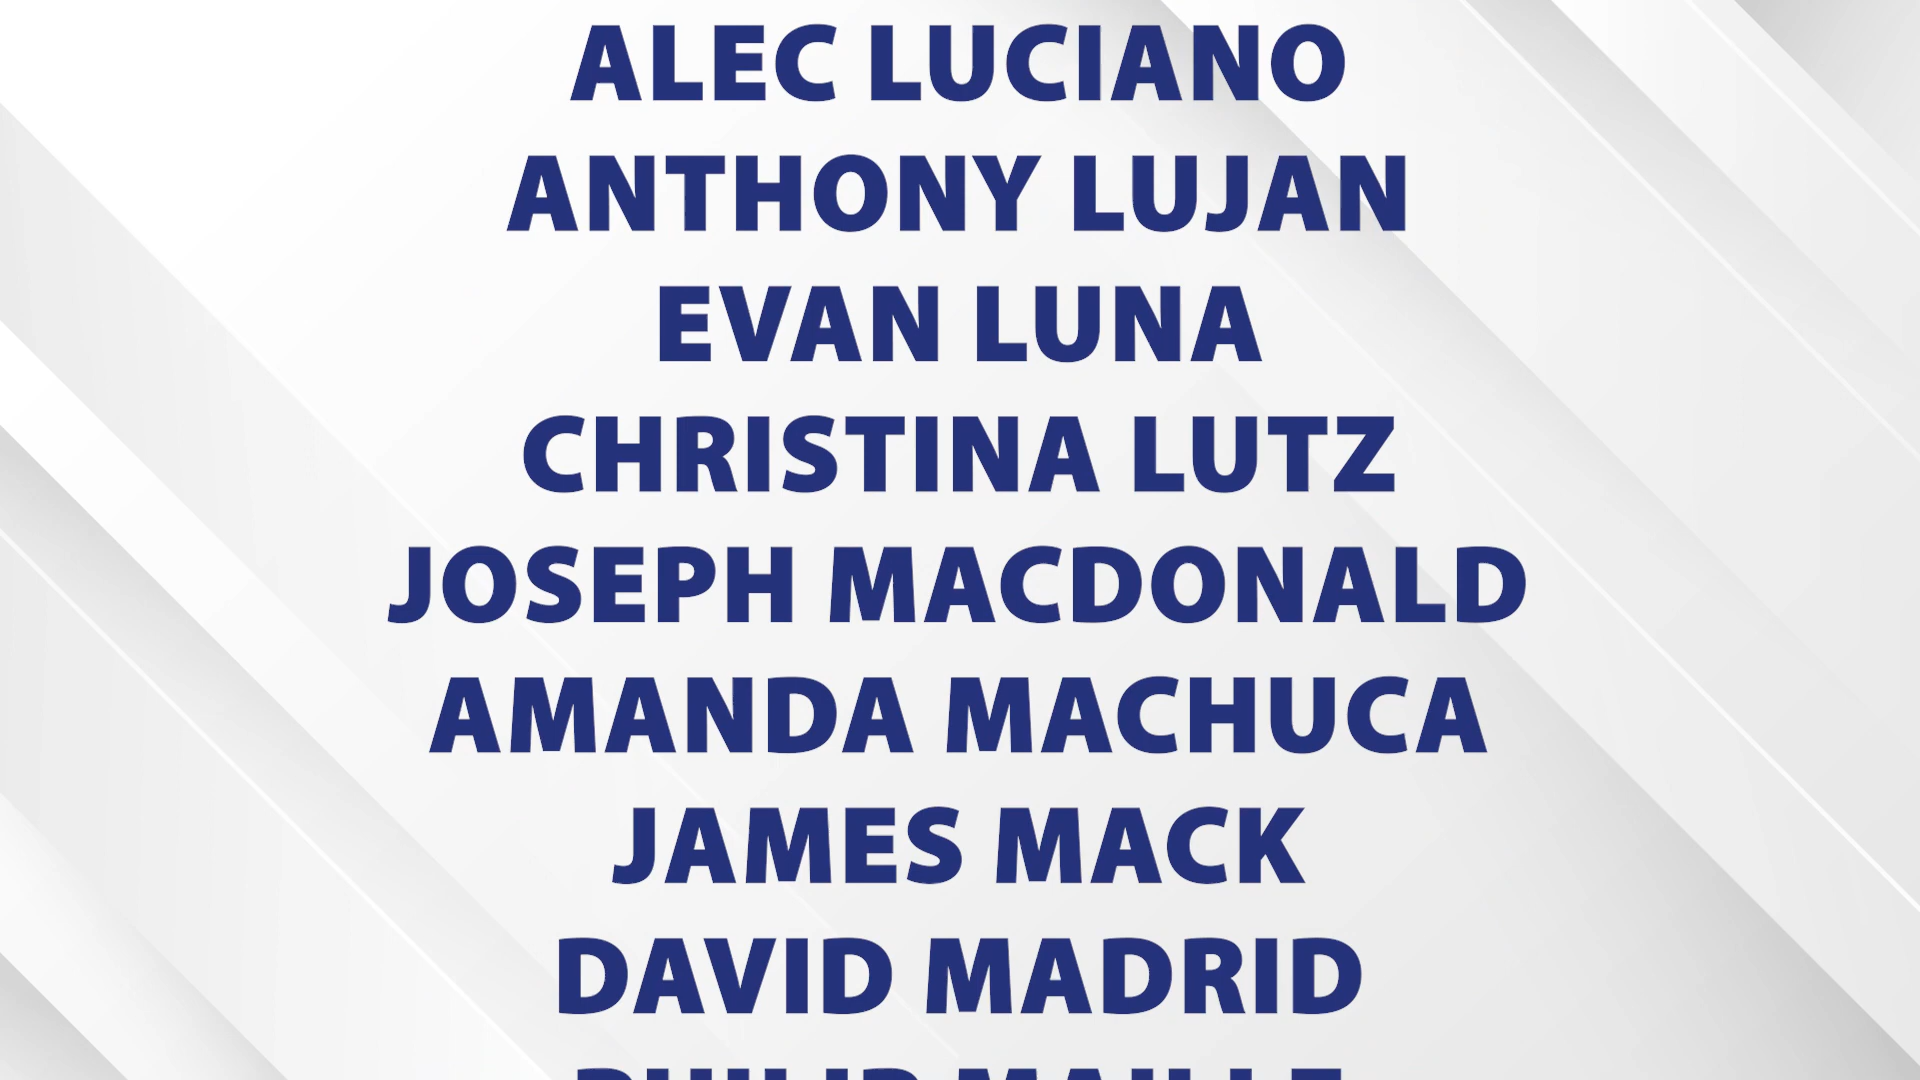 ALEC LUCIANO
ANTHONY LUJAN
EVAN LUNA
CHRISTINA LUTZ
JOSEPH MACDONALD
AMANDA MACHUCA
JAMES MACK
DAVID MADRID